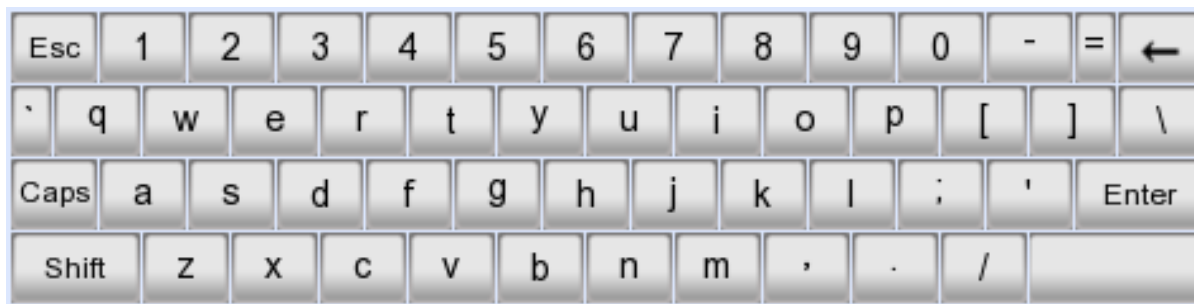 Esc 1 2 3 4 5 6 7 8 9 0 - = ←
` q w e r t y u i o p [ ] \
Caps a s d f g h j k l ; ' Enter
Shift z x c v b n m , . /